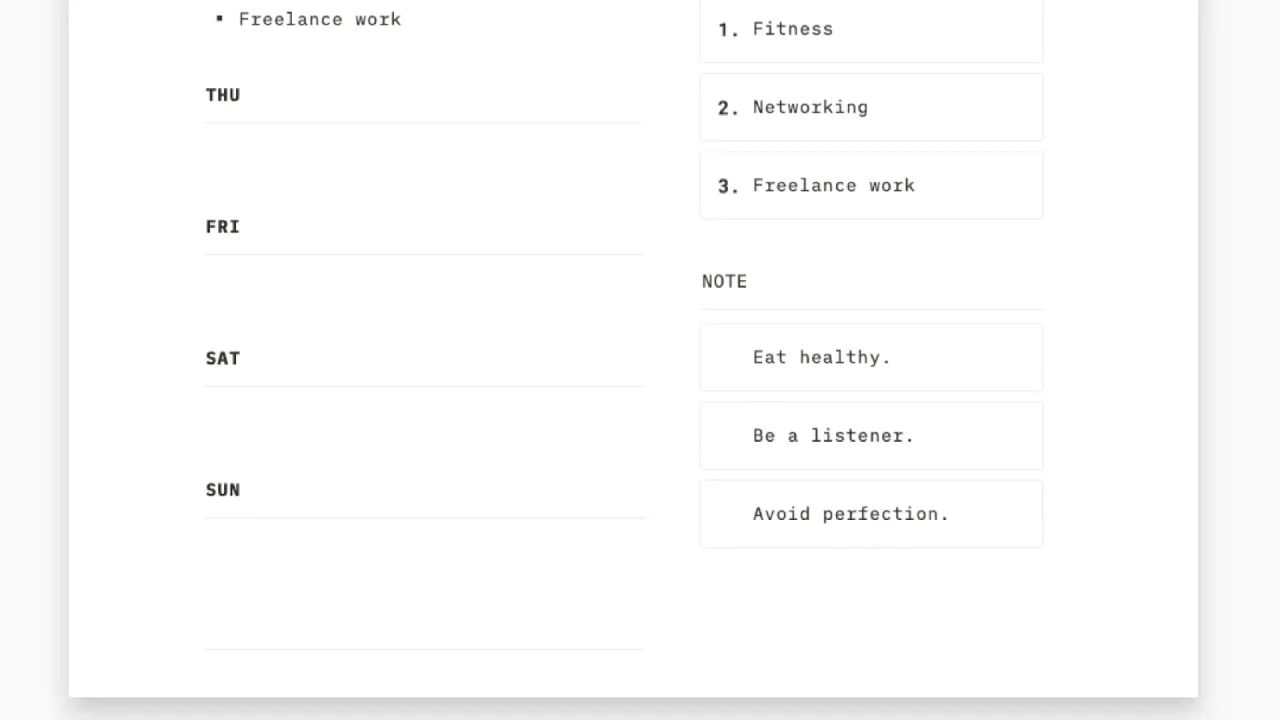 ▪ Freelance work
THU
FRI
SAT
SUN
1. Fitness
2. Networking
3. Freelance work
NOTE
Eat healthy.
Be a listener.
Avoid perfection.